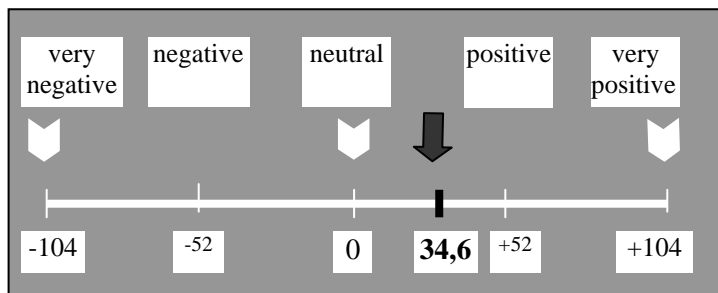 very
negative
negative
neutral
positive
very
positive
-104
-52
0
34,6
+52
+104